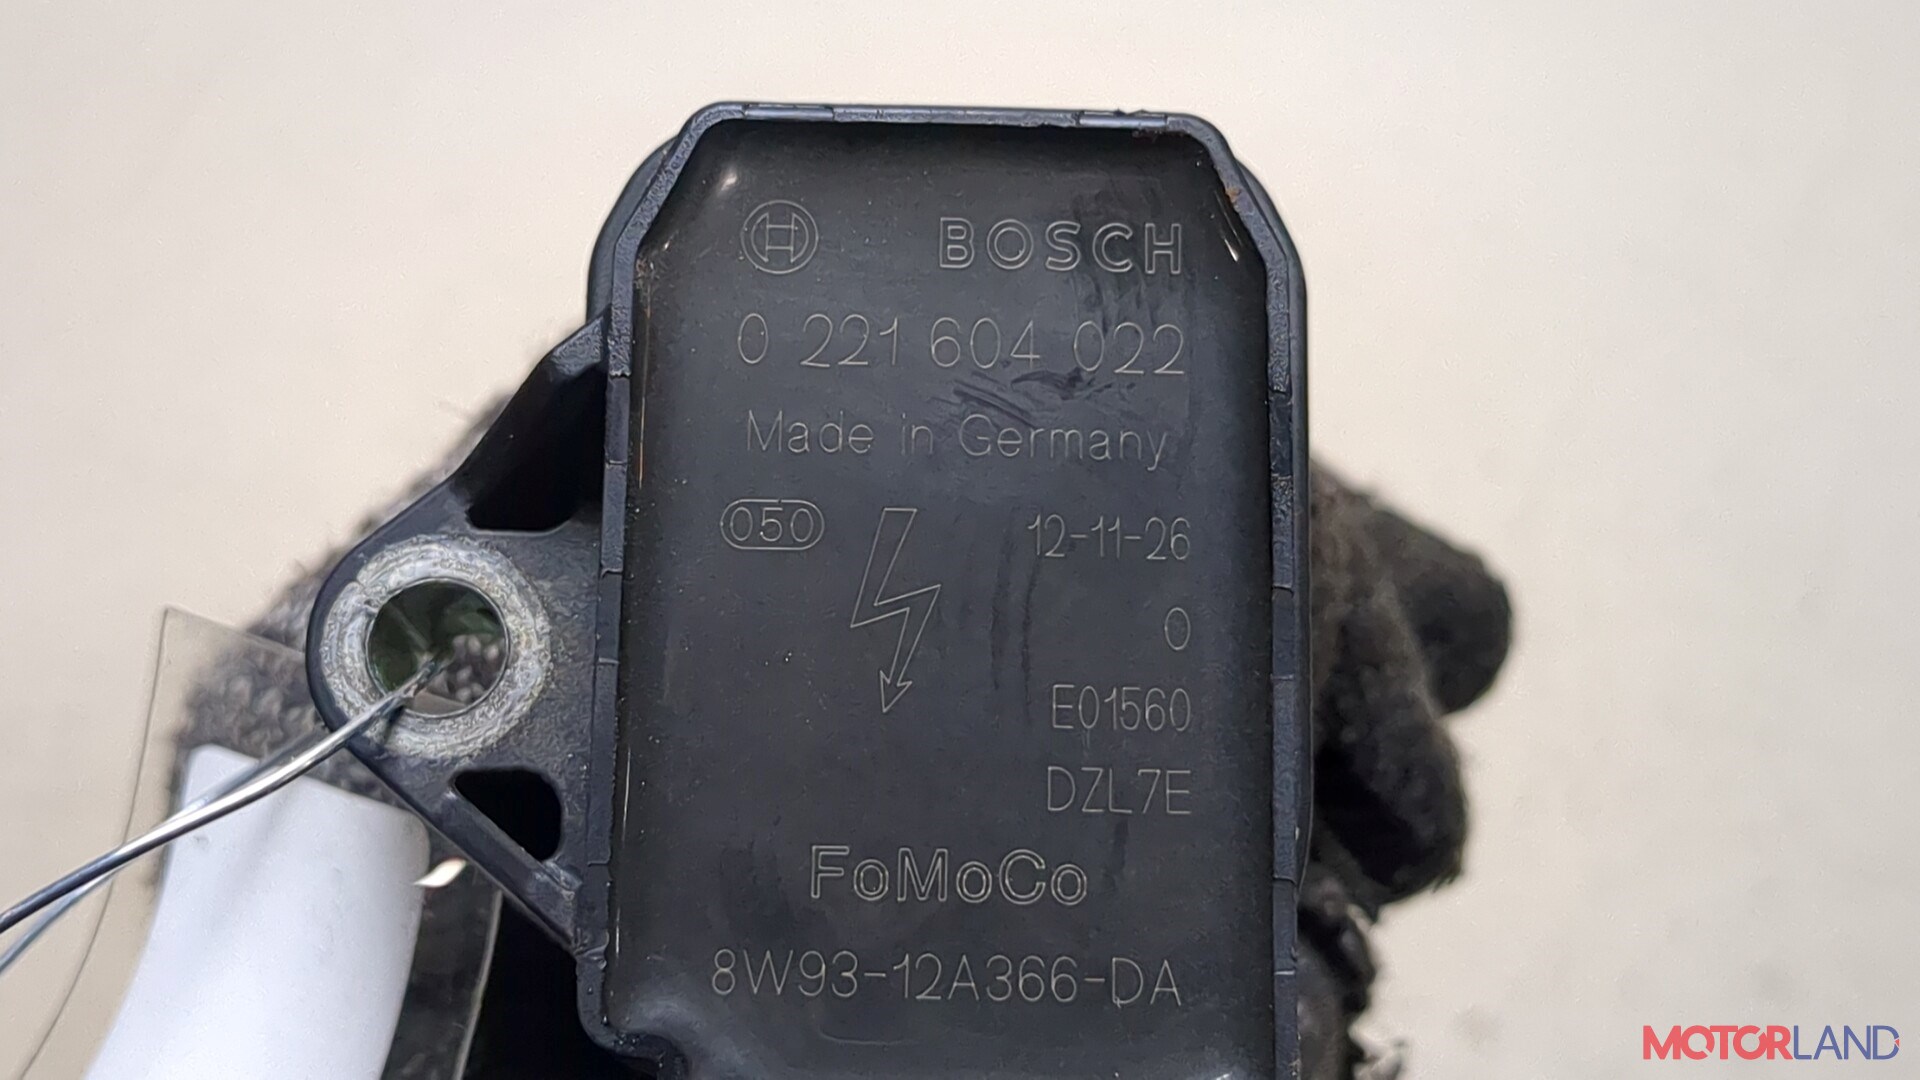 BOSCH
0 221 604 022
Made in Germany
050
12-11-26
0
E01560
DZL7E
FoMoCo
8W93-12A366-DA
MOTORLAND